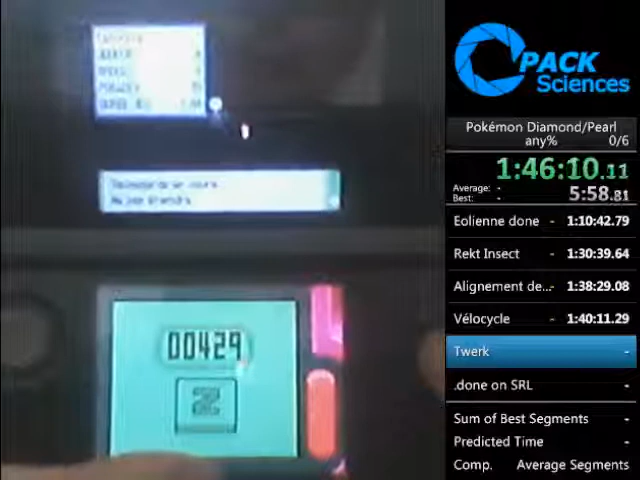 PACK
Sciences
Pokémon Diamond/Pearl
any% 0/6
1:46:10.11
Average: -
Best: - 5:58.81
Eolienne done - 1:10:42.79
Rekt Insect - 1:30:39.64
Alignement de... - 1:38:29.08
Vélocycle - 1:40:11.29
Twerk -
.done on SRL -
Sum of Best Segments -
Predicted Time -
Comp. Average Segments
00429